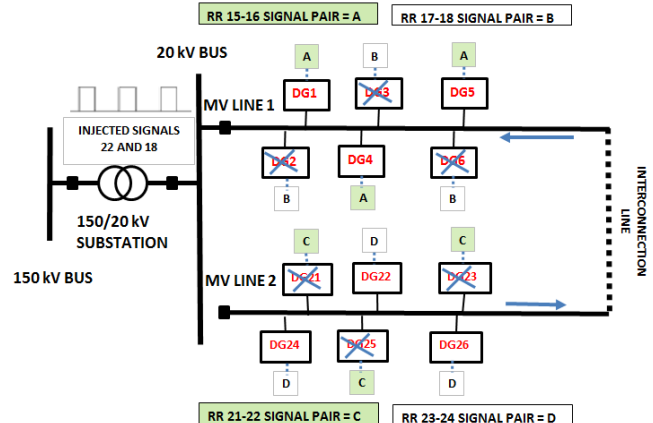 RR 15-16 SIGNAL PAIR = A
RR 17-18 SIGNAL PAIR = B
20 kV BUS
A
B
A
DG1
DG3
DG5
MV LINE 1
INJECTED SIGNALS
22 AND 18
DG2
DG4
DG6
B
A
B
150/20 kV
SUBSTATION
INTERCONNECTION
LINE
150 kV BUS
C
D
C
MV LINE 2
DG21
DG22
DG23
DG24
DG25
DG26
D
C
D
RR 21-22 SIGNAL PAIR = C
RR 23-24 SIGNAL PAIR = D